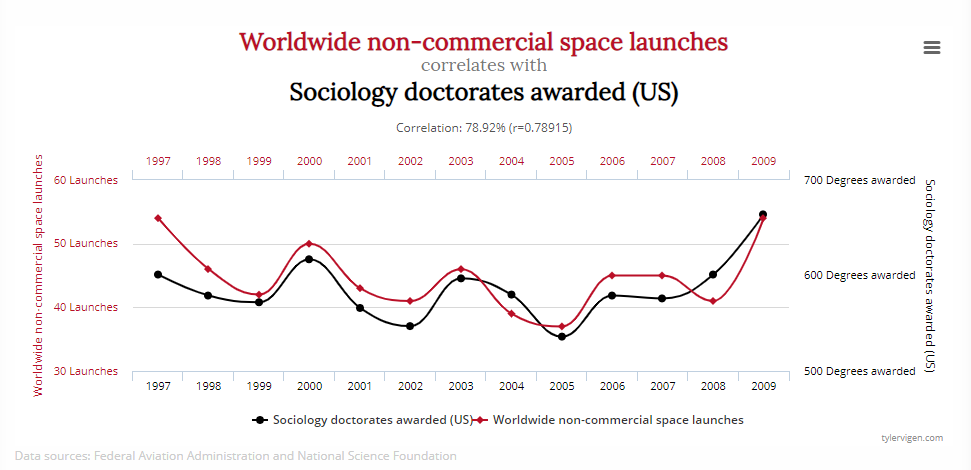 Worldwide non-commercial space launches
correlates with
Sociology doctorates awarded (US)
Correlation: 78.92% (r=0.78915)
1997 1998 1999 2000 2001 2002 2003 2004 2005 2006 2007 2008 2009
Worldwide non-commercial space launches
60 Launches
50 Launches
40 Launches
30 Launches
700 Degrees awarded
600 Degrees awarded
500 Degrees awarded
Sociology doctorates awarded (US)
1997 1998 1999 2000 2001 2002 2003 2004 2005 2006 2007 2008 2009
Sociology doctorates awarded (US) Worldwide non-commercial space launches
tylervigen.com
Data sources: Federal Aviation Administration and National Science Foundation